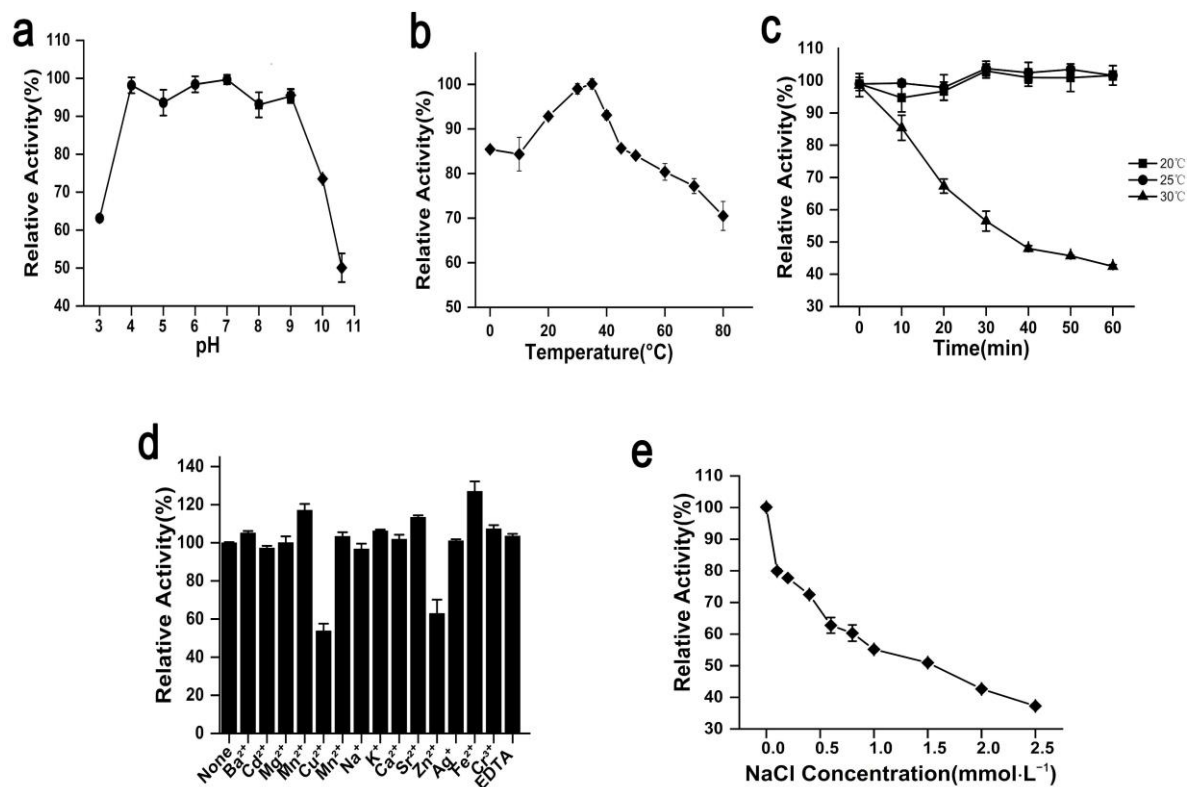 a
Relative Activity(%)
110
100
90
80
70
60
50
40
3 4 5 6 7 8 9 10 11
pH
b
Relative Activity(%)
110
100
90
80
70
60
50
0 20 40 60 80
Temperature(°C)
c
Relative Activity(%)
110
100
90
80
70
60
50
40
30
0 10 20 30 40 50 60
Time(min)
20℃
25℃
30℃
d
Relative Activity(%)
140
120
100
80
60
40
20
0
None Ba²⁺ Cd²⁺ Mg²⁺ Mn²⁺ Cu²⁺ Mn²⁺ Na⁺ K⁺ Ca²⁺ Sr²⁺ Zn²⁺ Ag⁺ Fe²⁺ Cr³⁺ EDTA
e
Relative Activity(%)
110
100
90
80
70
60
50
40
30
0.0 0.5 1.0 1.5 2.0 2.5
NaCl Concentration(mmol·L⁻¹)